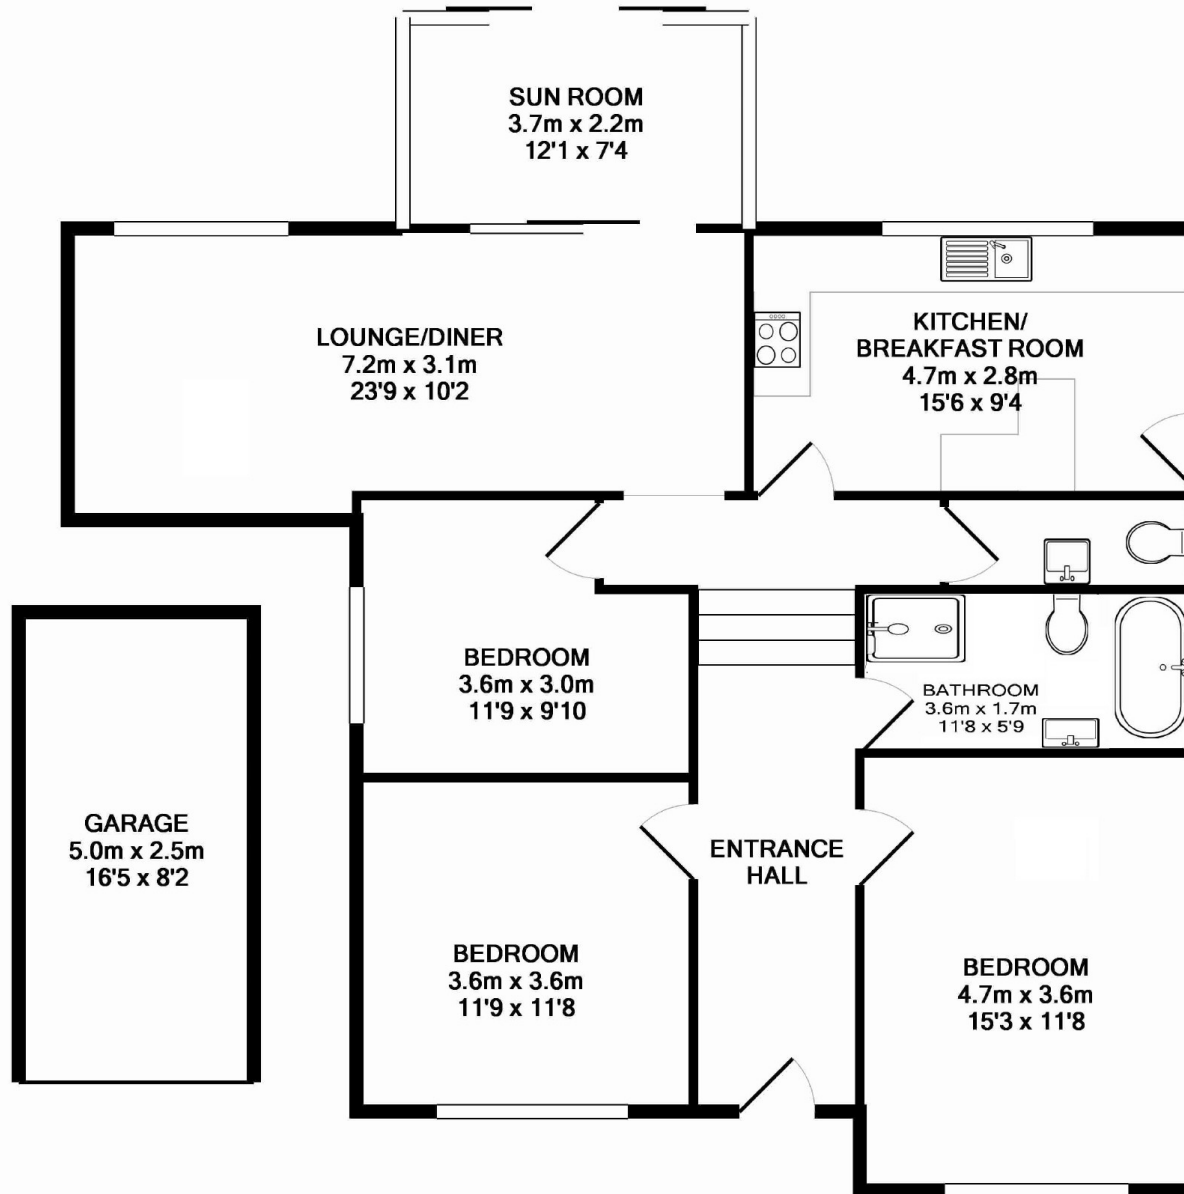 SUN ROOM
3.7m x 2.2m
12'1 x 7'4
LOUNGE/DINER
7.2m x 3.1m
23'9 x 10'2
KITCHEN/
BREAKFAST ROOM
4.7m x 2.8m
15'6 x 9'4
BEDROOM
3.6m x 3.0m
11'9 x 9'10
BATHROOM
3.6m x 1.7m
11'8 x 5'9
GARAGE
5.0m x 2.5m
16'5 x 8'2
ENTRANCE
HALL
BEDROOM
3.6m x 3.6m
11'9 x 11'8
BEDROOM
4.7m x 3.6m
15'3 x 11'8